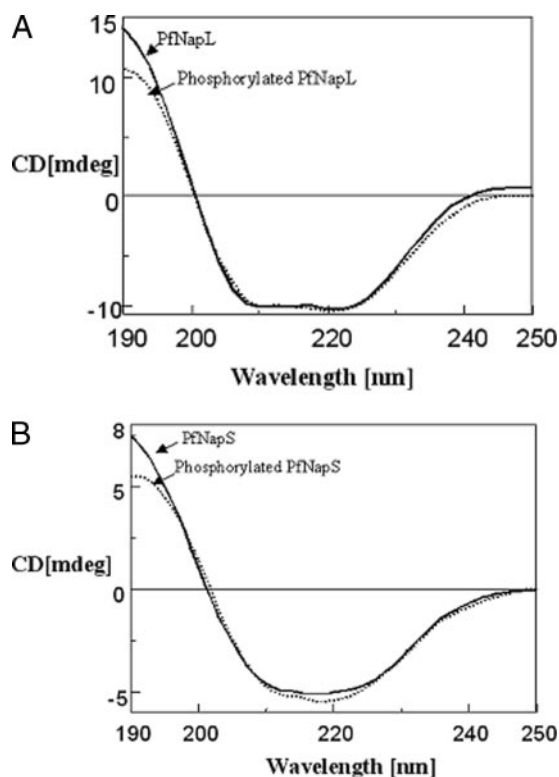 A
15
PfNapL
Phosphorylated PfNapL
10
CD[mdeg]
0
-10
190 200 220 240 250
Wavelength [nm]
B
8
PfNapS
Phosphorylated PfNapS
5
CD[mdeg]
0
-5
190 200 220 240 250
Wavelength [nm]